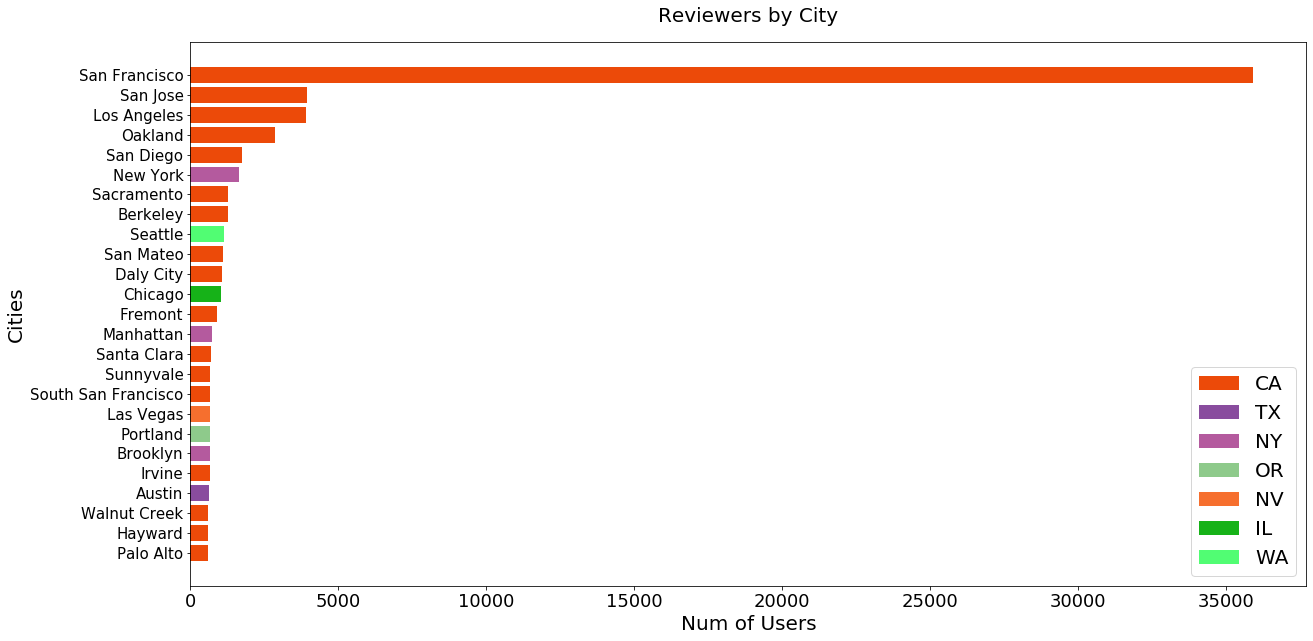 Reviewers by City
Cities
San Francisco
San Jose
Los Angeles
Oakland
San Diego
New York
Sacramento
Berkeley
Seattle
San Mateo
Daly City
Chicago
Fremont
Manhattan
Santa Clara
Sunnyvale
South San Francisco
Las Vegas
Portland
Brooklyn
Irvine
Austin
Walnut Creek
Hayward
Palo Alto
CA
TX
NY
OR
NV
IL
WA
0 5000 10000 15000 20000 25000 30000 35000
Num of Users